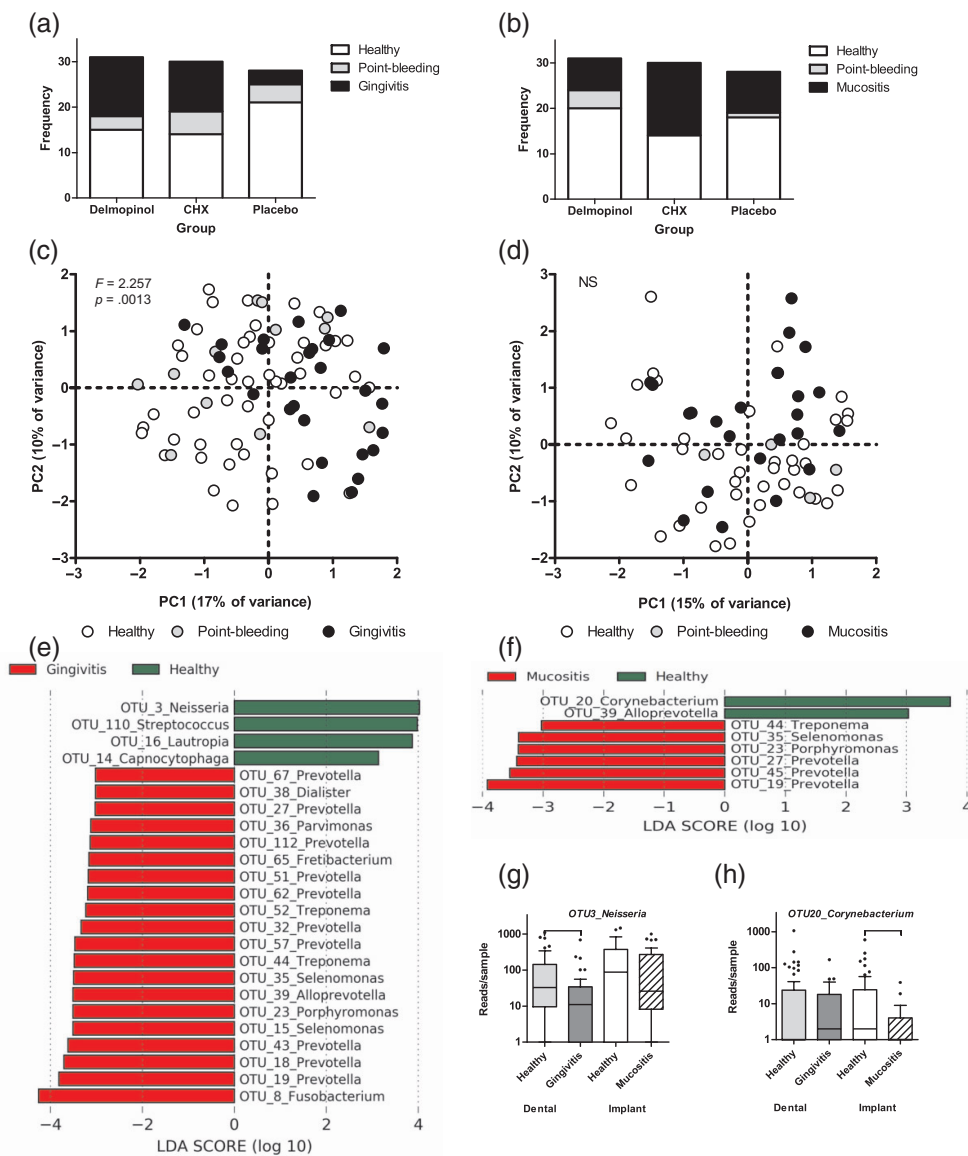 (a)
Frequency
30
20
10
0
Delmopinol CHX Placebo
Group
Healthy
Point-bleeding
Gingivitis
(b)
Frequency
30
20
10
0
Delmopinol CHX Placebo
Group
Healthy
Point-bleeding
Mucositis
(c)
F = 2.257
p = .0013
PC2 (10% of variance)
2
1
0
−1
−2
−3
−3 −2 −1 0 1 2
PC1 (17% of variance)
Healthy Point-bleeding Gingivitis
(d)
NS
PC2 (10% of variance)
3
2
1
0
−1
−2
−3 −2 −1 0 1 2
PC1 (15% of variance)
Healthy Point-bleeding Mucositis
(e)
Gingivitis Healthy
OTU_3_Neisseria
OTU_110_Streptococcus
OTU_16_Lautropia
OTU_14_Capnocytophaga
OTU_67_Prevotella
OTU_38_Dialister
OTU_27_Prevotella
OTU_36_Parvimonas
OTU_112_Prevotella
OTU_65_Fretibacterium
OTU_51_Prevotella
OTU_62_Prevotella
OTU_52_Treponema
OTU_32_Prevotella
OTU_57_Prevotella
OTU_44_Treponema
OTU_35_Selenomonas
OTU_39_Alloprevotella
OTU_23_Porphyromonas
OTU_15_Selenomonas
OTU_43_Prevotella
OTU_18_Prevotella
OTU_19_Prevotella
OTU_8_Fusobacterium
−4 −2 0 2 4
LDA SCORE (log 10)
(f)
Mucositis Healthy
OTU_20_Corynebacterium
OTU_39_Alloprevotella
OTU_44_Treponema
OTU_35_Selenomonas
OTU_23_Porphyromonas
OTU_27_Prevotella
OTU_45_Prevotella
OTU_19_Prevotella
−4 −3 −2 −1 0 1 2 3 4
LDA SCORE (log 10)
(g)
OTU3_Neisseria
Reads/sample
1000
100
10
1
Healthy Gingivitis Healthy Mucositis
Dental Implant
(h)
OTU20_Corynebacterium
Reads/sample
1000
100
10
1
Healthy Gingivitis Healthy Mucositis
Dental Implant